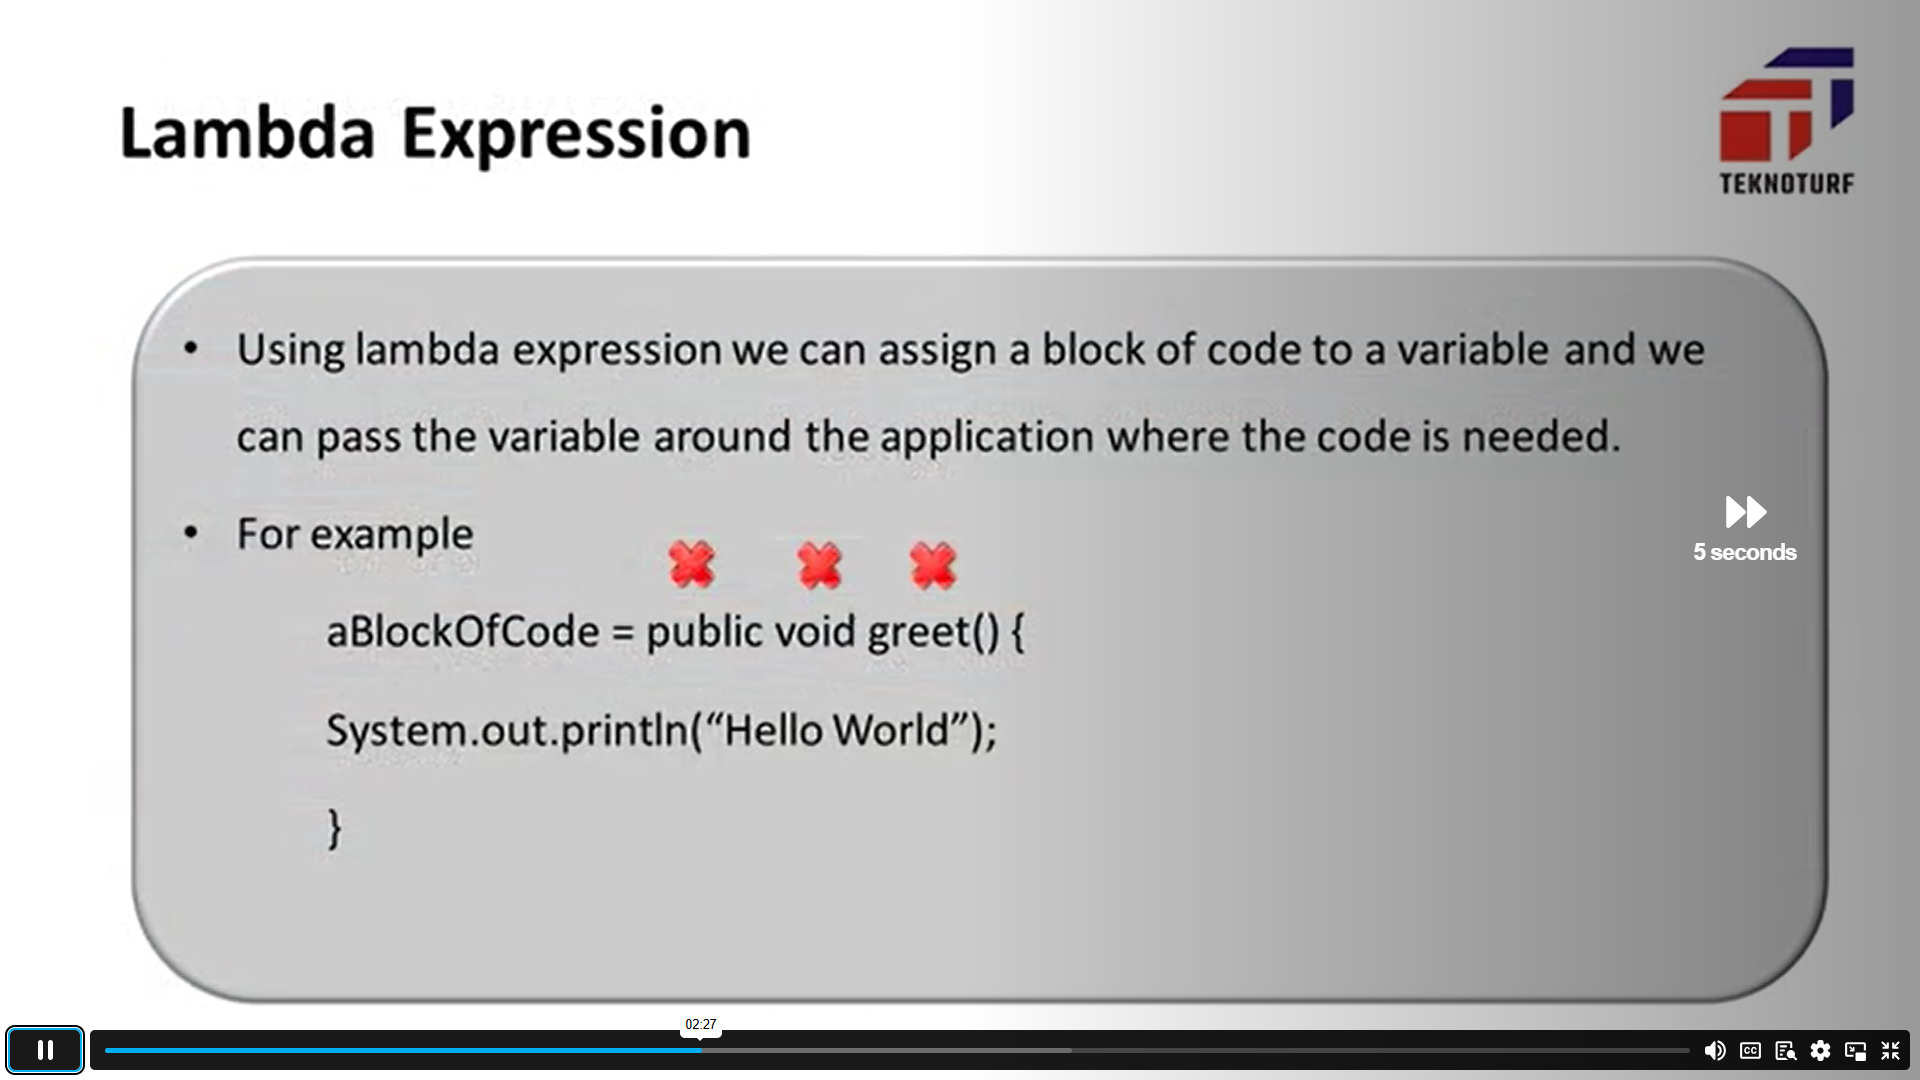 Lambda Expression
TEKNOTURF
• Using lambda expression we can assign a block of code to a variable and we
can pass the variable around the application where the code is needed.
• For example
aBlockOfCode = public void greet() {
System.out.println(“Hello World”);
}
5 seconds
02:27
CC